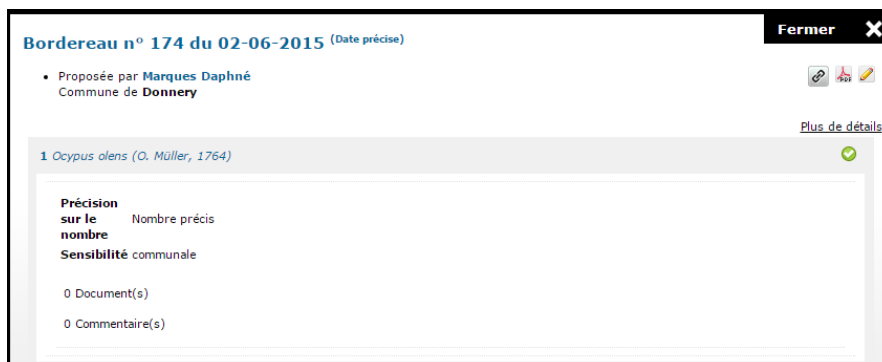 Fermer
Bordereau n° 174 du 02-06-2015 (Date précise)
Proposée par Marques Daphné
Commune de Donnery
PDF
Plus de détails
1 Ocypus olens (O. Müller, 1764)
Précision
sur le Nombre précis
nombre
Sensibilité communale
0 Document(s)
0 Commentaire(s)